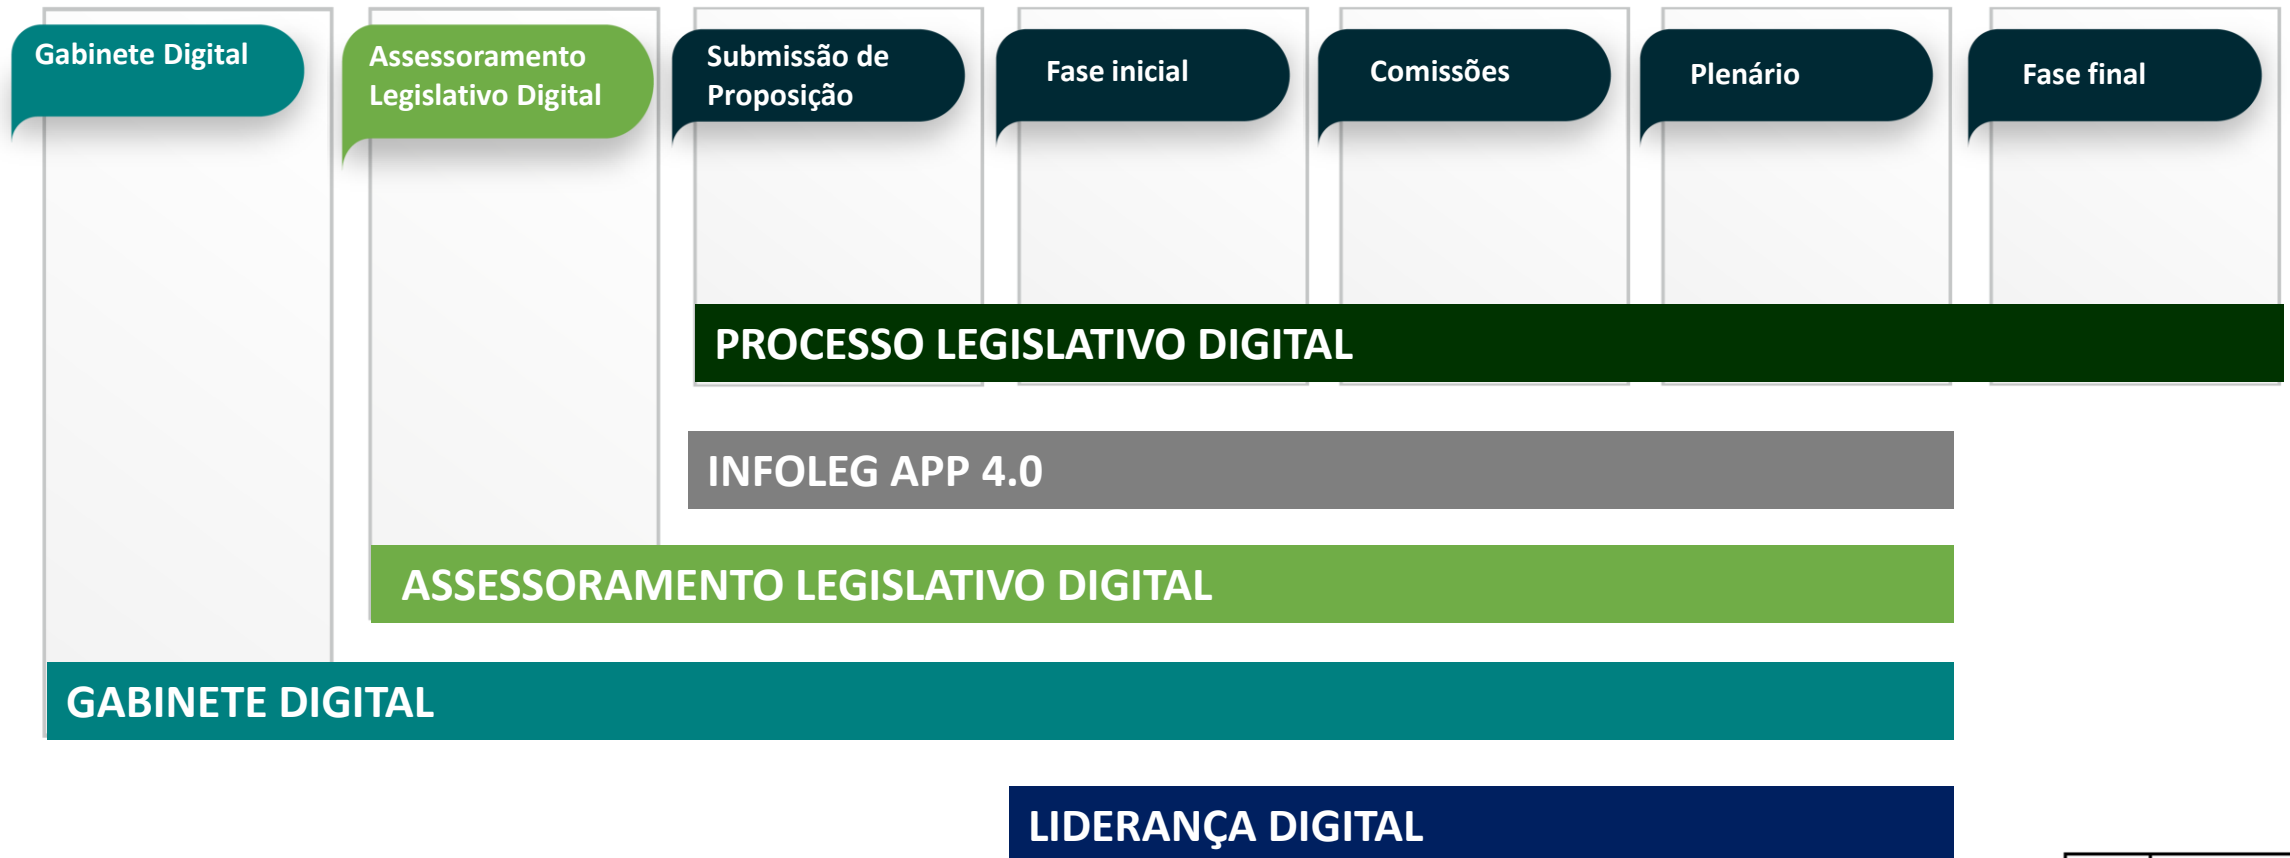 Gabinete Digital
Assessoramento
Legislativo Digital
Submissão de
Proposição
Fase inicial
Comissões
Plenário
Fase final
PROCESSO LEGISLATIVO DIGITAL
INFOLEG APP 4.0
ASSESSORAMENTO LEGISLATIVO DIGITAL
GABINETE DIGITAL
LIDERANÇA DIGITAL